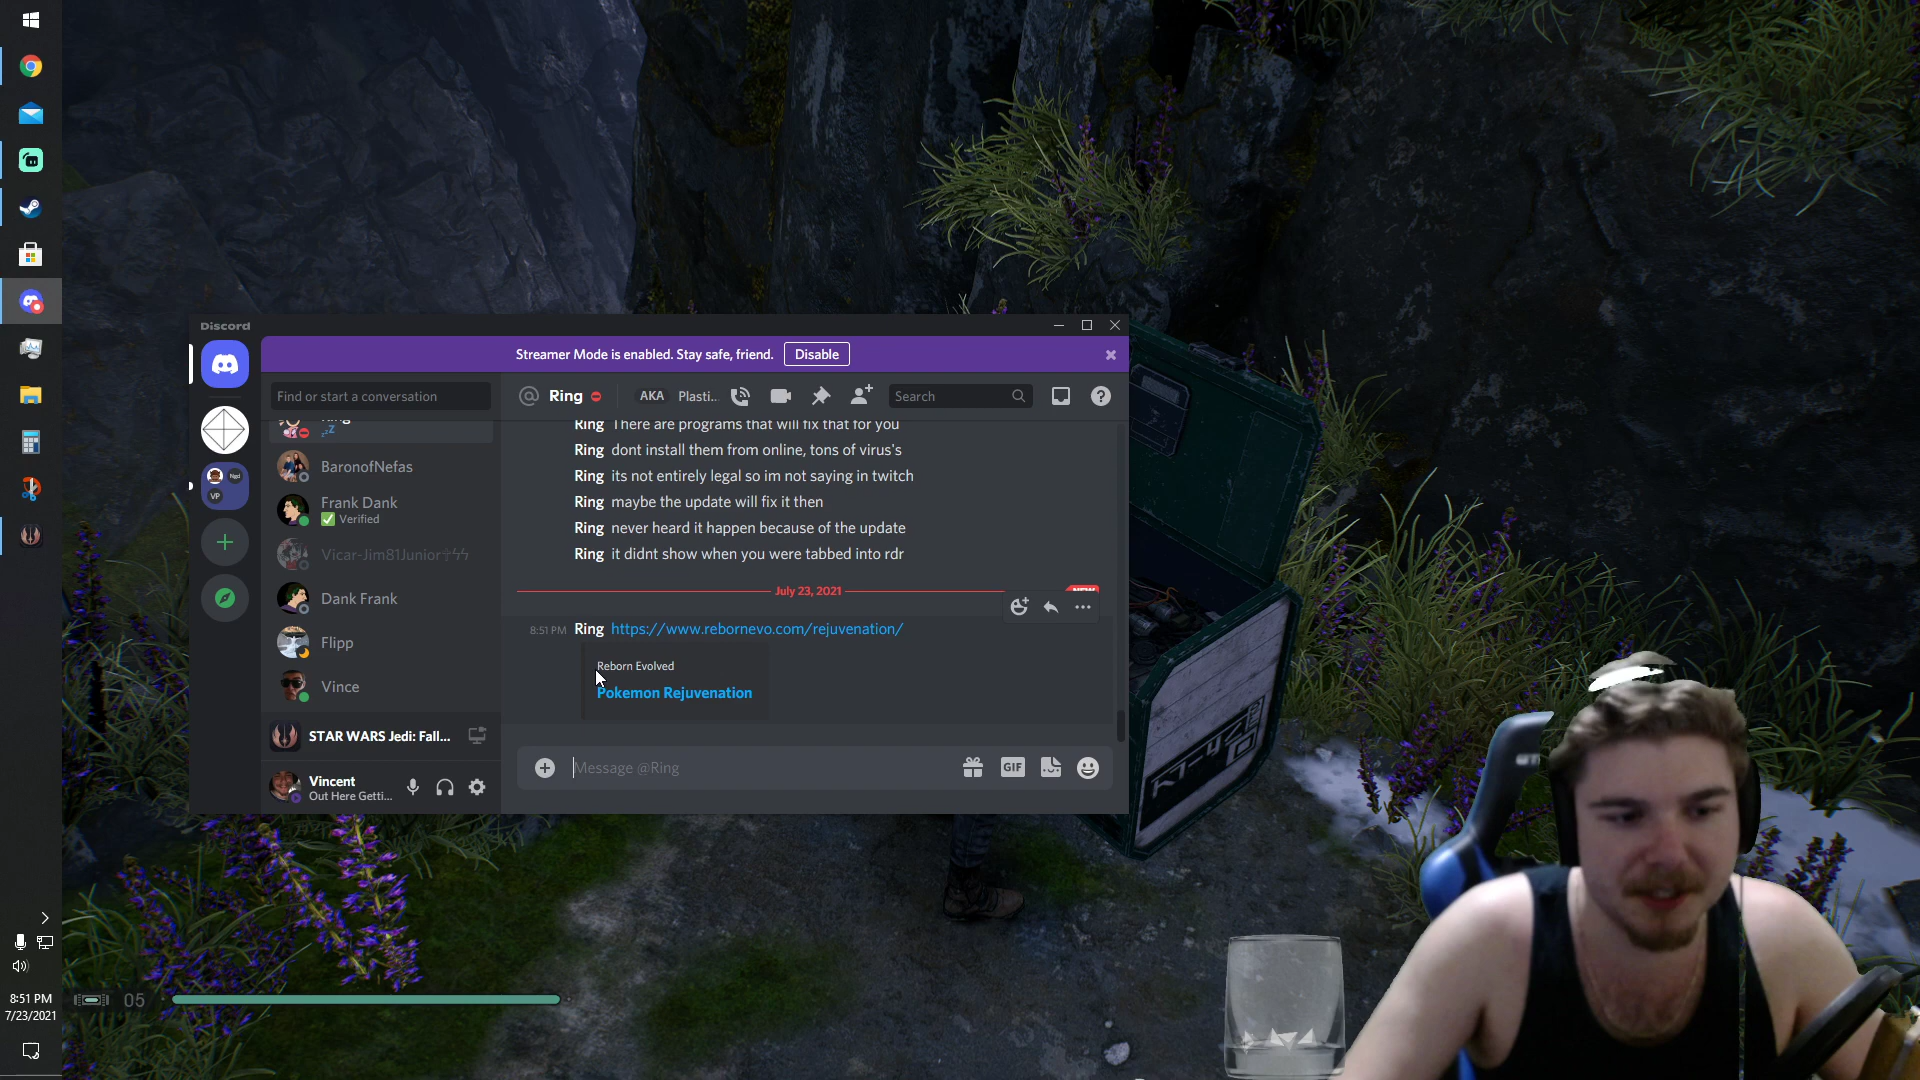 Discord
Streamer Mode is enabled. Stay safe, friend.
Disable
Find or start a conversation
Ring
AKA
Plasti...
Search
BaronofNefas
Frank Dank
Verified
Vicar-Jim81Junior
Dank Frank
Flipp
Vince
STAR WARS Jedi: Fall...
Vincent
Out Here Getti...
Ring There are programs that will fix that for you
Ring dont install them from online, tons of virus's
Ring its not entirely legal so im not saying in twitch
Ring maybe the update will fix it then
Ring never heard it happen because of the update
Ring it didnt show when you were tabbed into rdr
July 23, 2021
NEW
8:51 PM Ring https://www.rebornevo.com/rejuvenation/
Reborn Evolved
Pokemon Rejuvenation
Message @Ring
GIF
VP
05
8:51 PM
7/23/2021